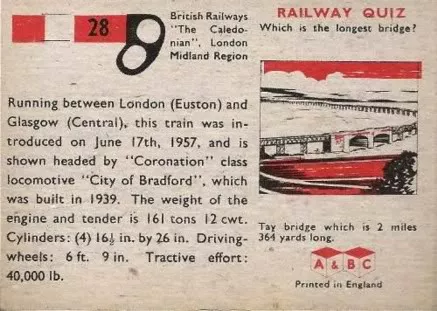 28
British Railways
"The Caledo-
nian", London
Midland Region
Running between London (Euston) and
Glasgow (Central), this train was in-
troduced on June 17th, 1957, and is
shown headed by "Coronation" class
locomotive "City of Bradford", which
was built in 1939. The weight of the
engine and tender is 161 tons 12 cwt.
Cylinders: (4) 16½ in. by 26 in. Driving-
wheels: 6 ft. 9 in. Tractive effort:
40,000 lb.
RAILWAY QUIZ
Which is the longest bridge?
Tay bridge which is 2 miles
364 yards long.
A & BC
Printed in England